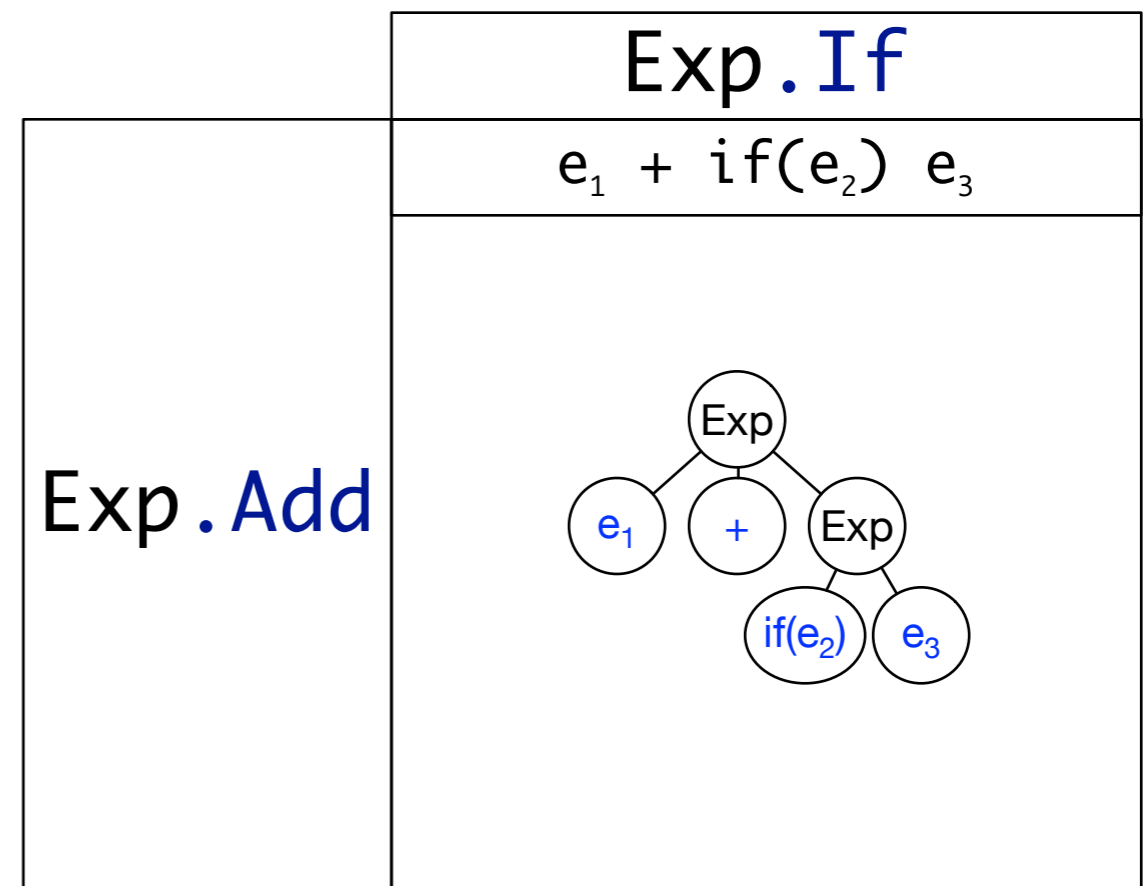 Exp.If
e₁ + if(e₂) e₃
Exp.Add
Exp
e₁ + Exp
if(e₂) e₃